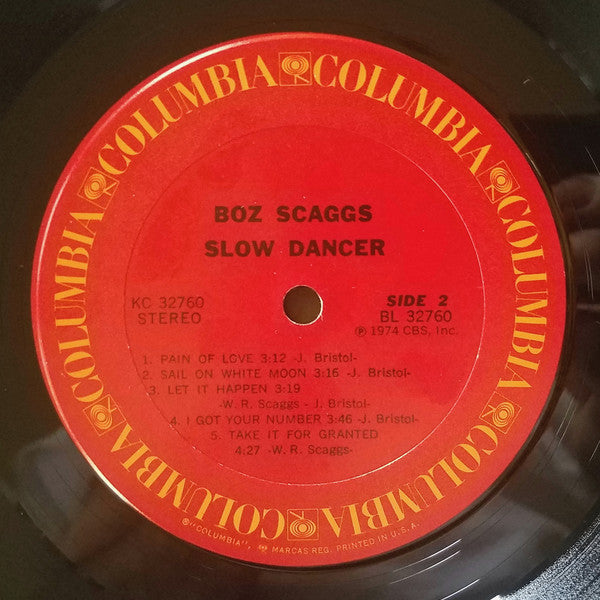 COLUMBIA COLUMBIA COLUMBIA COLUMBIA COLUMBIA COLUMBIA
BOZ SCAGGS
SLOW DANCER
KC 32760
STEREO
SIDE 2
BL 32760
℗ 1974 CBS, Inc.
1. PAIN OF LOVE 3:12 -J. Bristol-
2. SAIL ON WHITE MOON 3:16 -J. Bristol-
3. LET IT HAPPEN 3:19
-W. R. Scaggs - J. Bristol-
4. I GOT YOUR NUMBER 3:46 -J. Bristol-
5. TAKE IT FOR GRANTED
4:27 -W. R. Scaggs-
®"COLUMBIA", MARCAS REG. PRINTED IN U.S.A.